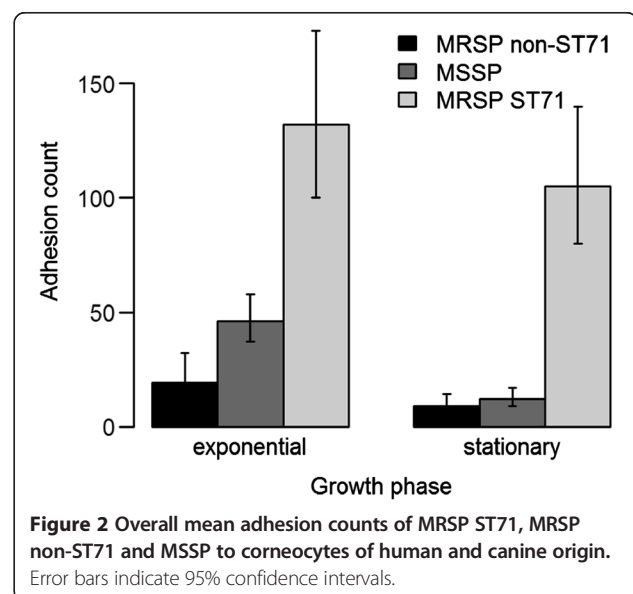 MRSP non-ST71
MSSP
MRSP ST71
150
100
50
0
Adhesion count
exponential
stationary
Growth phase
Figure 2 Overall mean adhesion counts of MRSP ST71, MRSP
non-ST71 and MSSP to corneocytes of human and canine origin.
Error bars indicate 95% confidence intervals.